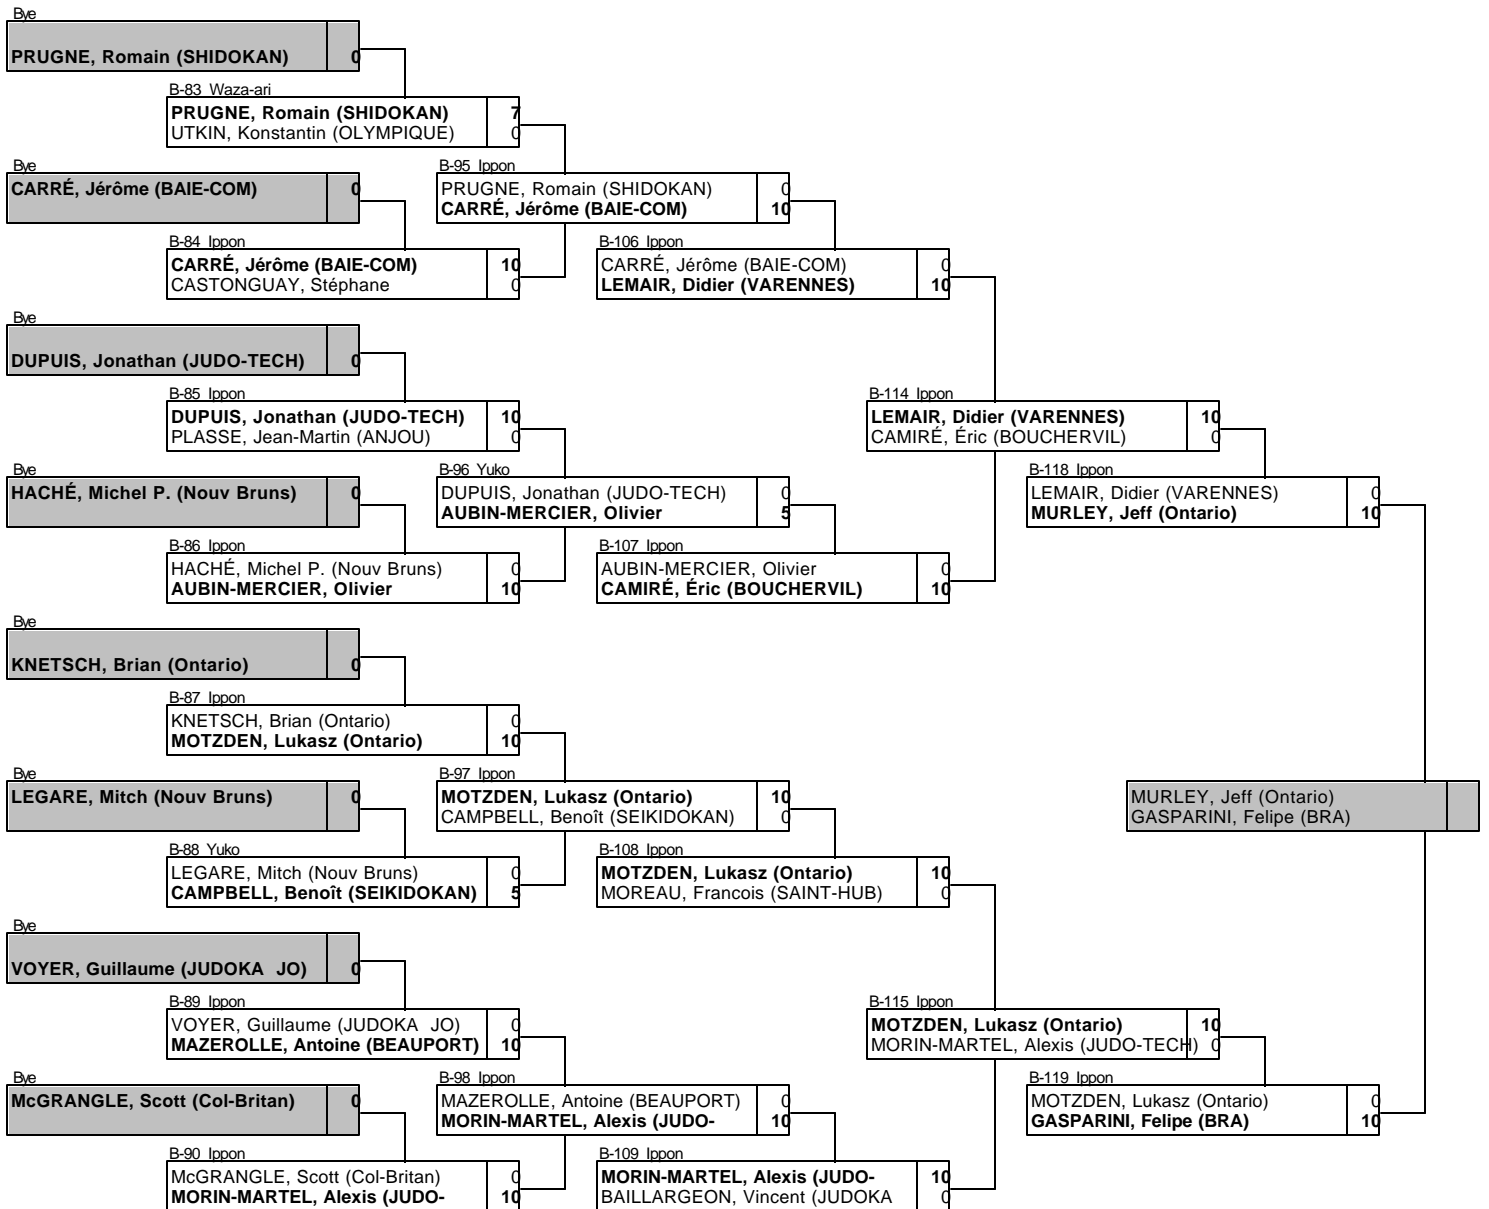 Bye
PRUGNE, Romain (SHIDOKAN) 0
B-83 Waza-ari
PRUGNE, Romain (SHIDOKAN) 7
UTKIN, Konstantin (OLYMPIQUE) 0
Bye
CARRÉ, Jérôme (BAIE-COM) 0
B-95 Ippon
PRUGNE, Romain (SHIDOKAN) 0
CARRÉ, Jérôme (BAIE-COM) 10
B-84 Ippon
CARRÉ, Jérôme (BAIE-COM) 10
CASTONGUAY, Stéphane 0
B-106 Ippon
CARRÉ, Jérôme (BAIE-COM) 0
LEMAIR, Didier (VARENNES) 10
Bye
DUPUIS, Jonathan (JUDO-TECH) 0
B-85 Ippon
DUPUIS, Jonathan (JUDO-TECH) 10
PLASSE, Jean-Martin (ANJOU) 0
B-114 Ippon
LEMAIR, Didier (VARENNES) 10
CAMIRÉ, Éric (BOUCHERVIL) 0
Bye
HACHÉ, Michel P. (Nouv Bruns) 0
B-96 Yuko
DUPUIS, Jonathan (JUDO-TECH) 0
AUBIN-MERCIER, Olivier 5
B-118 Ippon
LEMAIR, Didier (VARENNES) 0
MURLEY, Jeff (Ontario) 10
B-86 Ippon
HACHÉ, Michel P. (Nouv Bruns) 0
AUBIN-MERCIER, Olivier 10
B-107 Ippon
AUBIN-MERCIER, Olivier 0
CAMIRÉ, Éric (BOUCHERVIL) 10
Bye
KNETSCH, Brian (Ontario) 0
B-87 Ippon
KNETSCH, Brian (Ontario) 0
MOTZDEN, Lukasz (Ontario) 10
Bye
LEGARE, Mitch (Nouv Bruns) 0
B-97 Ippon
MOTZDEN, Lukasz (Ontario) 10
CAMPBELL, Benoît (SEIKIDOKAN) 0
MURLEY, Jeff (Ontario)
GASPARINI, Felipe (BRA)
B-88 Yuko
LEGARE, Mitch (Nouv Bruns) 0
CAMPBELL, Benoît (SEIKIDOKAN) 5
B-108 Ippon
MOTZDEN, Lukasz (Ontario) 10
MOREAU, Francois (SAINT-HUB) 0
Bye
VOYER, Guillaume (JUDOKA JO) 0
B-89 Ippon
VOYER, Guillaume (JUDOKA JO) 0
MAZEROLLE, Antoine (BEAUPORT) 10
B-115 Ippon
MOTZDEN, Lukasz (Ontario) 10
MORIN-MARTEL, Alexis (JUDO-TECH) 0
Bye
McGRANGLE, Scott (Col-Britan) 0
B-98 Ippon
MAZEROLLE, Antoine (BEAUPORT) 0
MORIN-MARTEL, Alexis (JUDO- 10
B-119 Ippon
MOTZDEN, Lukasz (Ontario) 0
GASPARINI, Felipe (BRA) 10
B-90 Ippon
McGRANGLE, Scott (Col-Britan) 0
MORIN-MARTEL, Alexis (JUDO- 10
B-109 Ippon
MORIN-MARTEL, Alexis (JUDO- 10
BAILLARGEON, Vincent (JUDOKA 0